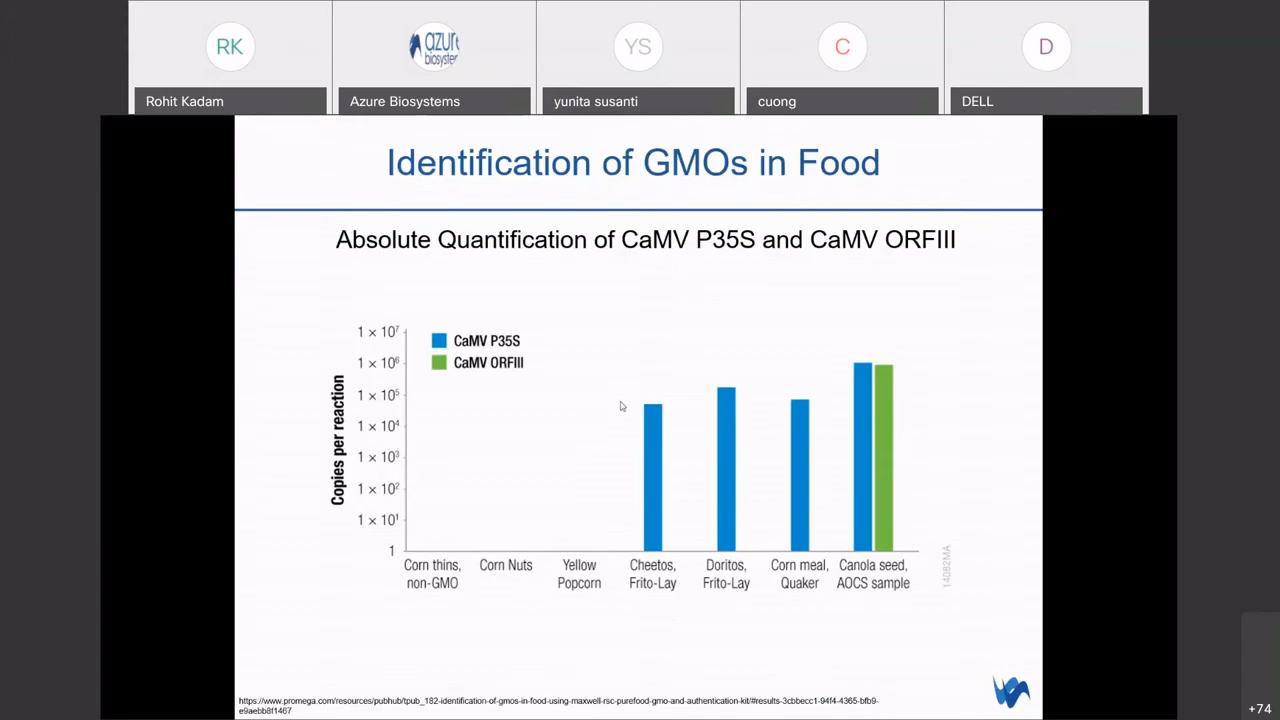 RK
azure
biosystems
YS
C
D
Rohit Kadam
Azure Biosystems
yunita susanti
cuong
DELL
Identification of GMOs in Food
Absolute Quantification of CaMV P35S and CaMV ORFIII
Copies per reaction
1 × 10⁷
1 × 10⁶
1 × 10⁵
1 × 10⁴
1 × 10³
1 × 10²
1 × 10¹
1
CaMV P35S
CaMV ORFIII
Corn thins,
non-GMO
Corn Nuts
Yellow
Popcorn
Cheetos,
Frito-Lay
Doritos,
Frito-Lay
Corn meal,
Quaker
Canola seed,
AOCS sample
14082MA
https://www.promega.com/resources/pubhub/tpub_182-identification-of-gmos-in-food-using-maxwell-rsc-purefood-gmo-and-authentication-kit/#results-3cbbecc1-94f4-4365-bfb9-
e9aebb8f1467
+74